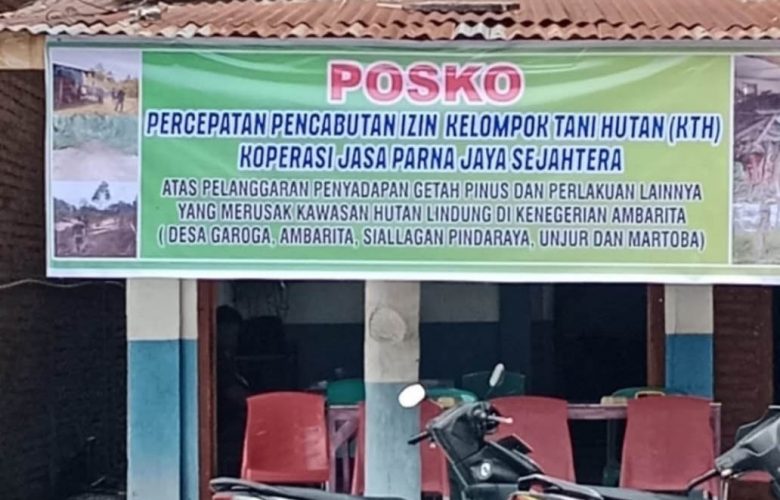 POSKO
PERCEPATAN PENCABUTAN IZIN KELOMPOK TANI HUTAN (KTH)
KOPERASI JASA PARNA JAYA SEJAHTERA
ATAS PELANGGARAN PENYADAPAN GETAH PINUS DAN PERLAKUAN LAINNYA
YANG MERUSAK KAWASAN HUTAN LINDUNG DI KENEGERIAN AMBARITA
( DESA GAROGA, AMBARITA, SIALLAGAN PINDARAYA, UNJUR DAN MARTOBA)